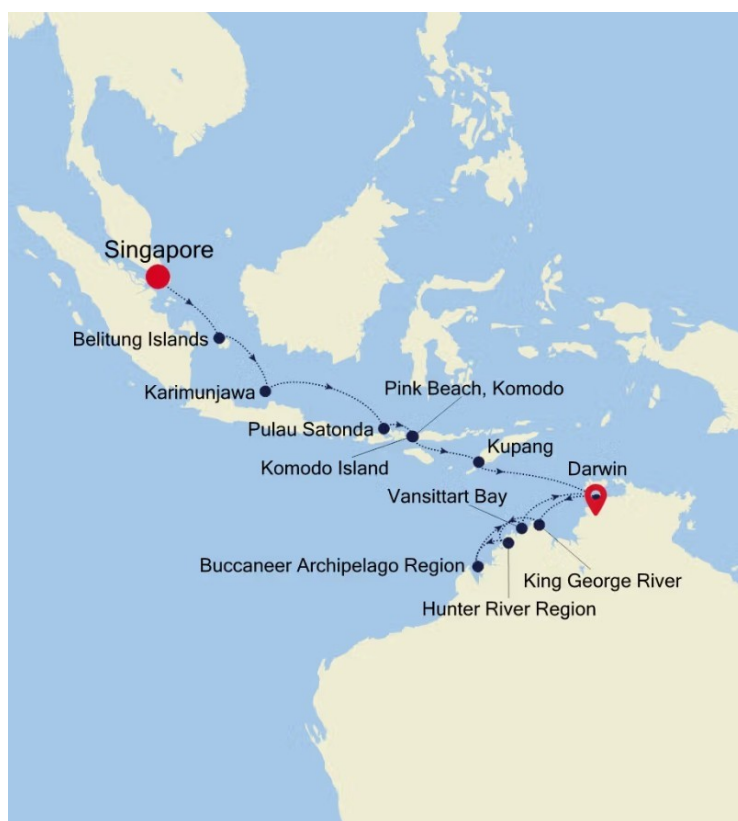 Singapore
Belitung Islands
Karimunjawa
Pink Beach, Komodo
Pulau Satonda
Komodo Island
Kupang
Darwin
Vansittart Bay
Buccaneer Archipelago Region
King George River
Hunter River Region